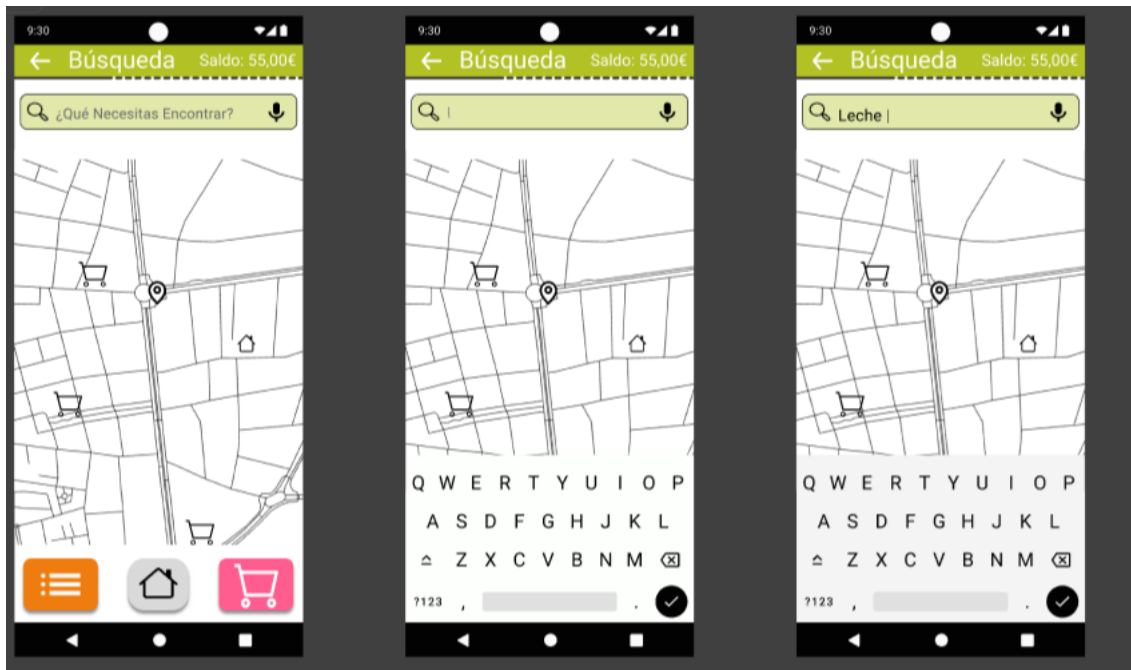 9:30
Búsqueda Saldo: 55,00€
¿Qué Necesitas Encontrar?
9:30
Búsqueda Saldo: 55,00€
Q W E R T Y U I O P
A S D F G H J K L
Z X C V B N M
?123 , .
9:30
Búsqueda Saldo: 55,00€
Leche
Q W E R T Y U I O P
A S D F G H J K L
Z X C V B N M
?123 , .